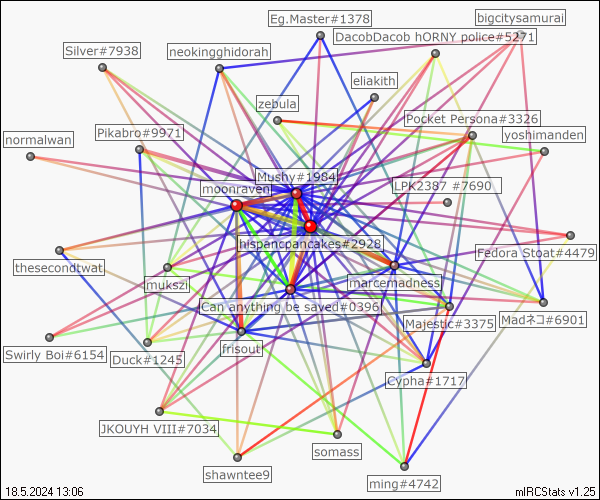 Eg.Master#1378
bigcitysamurai
DacobDacob hORNY police#5271
Silver#7938
neokingghidorah
eliakith
zebula
Pocket Persona#3326
Pikabro#9971
yoshimanden
normalwan
Mushy#1984
moonraven
LPK2387 #7690
hispancpancakes#2928
Fedora Stoat#4479
thesecondtwat
mukszi
marcemadness
Can anything be saved#0396
Majestic#3375
Madネコ#6901
frisout
Swirly Boi#6154
Duck#1245
Cypha#1717
JKOUYH VIII#7034
somass
shawntee9
ming#4742
18.5.2024 13:06
mIRCStats v1.25